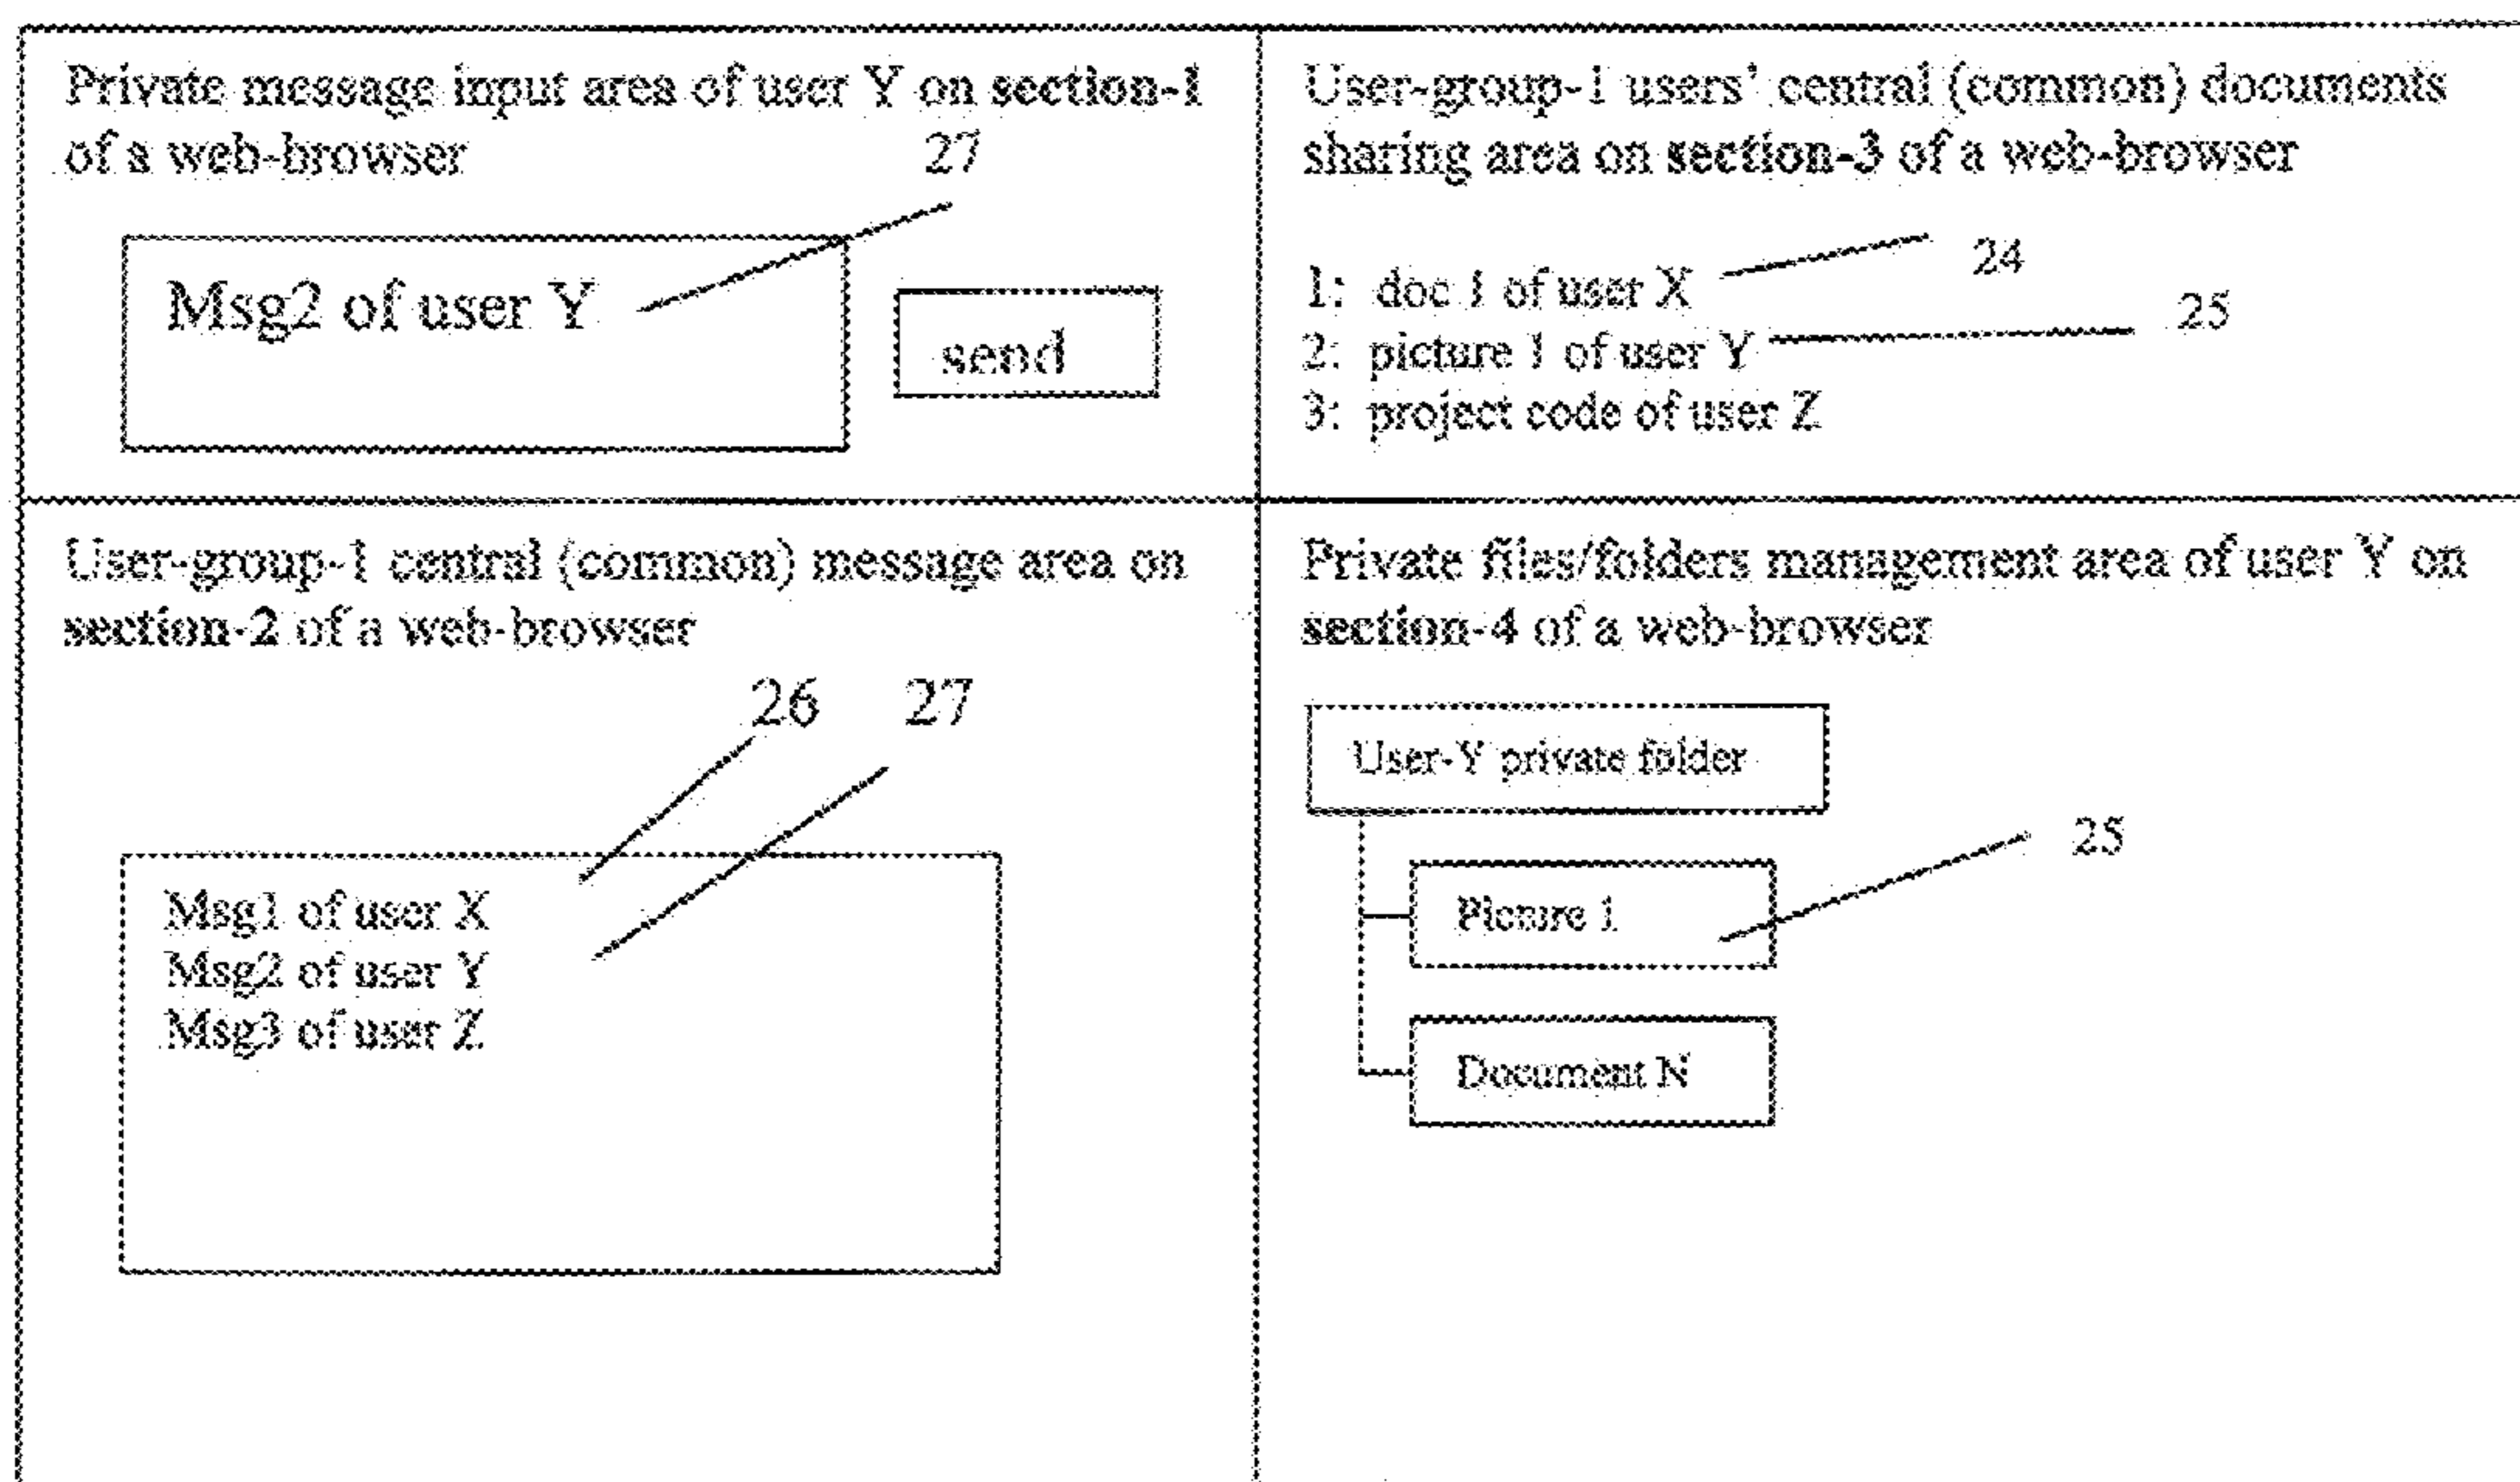 Private message input area of user Y on section-1
of a web-browser
27
Msg2 of user Y
send
User-group-1 users' central (common) documents
sharing area on section-3 of a web-browser
24
1: doc 1 of user X
25
2: picture 1 of user Y
3: project code of user Z
User-group-1 central (common) message area on
section-2 of a web-browser
26 27
Msg1 of user X
Msg2 of user Y
Msg3 of user Z
Private files/folders management area of user Y on
section-4 of a web-browser
User-Y private folder
25
Picture 1
Document N